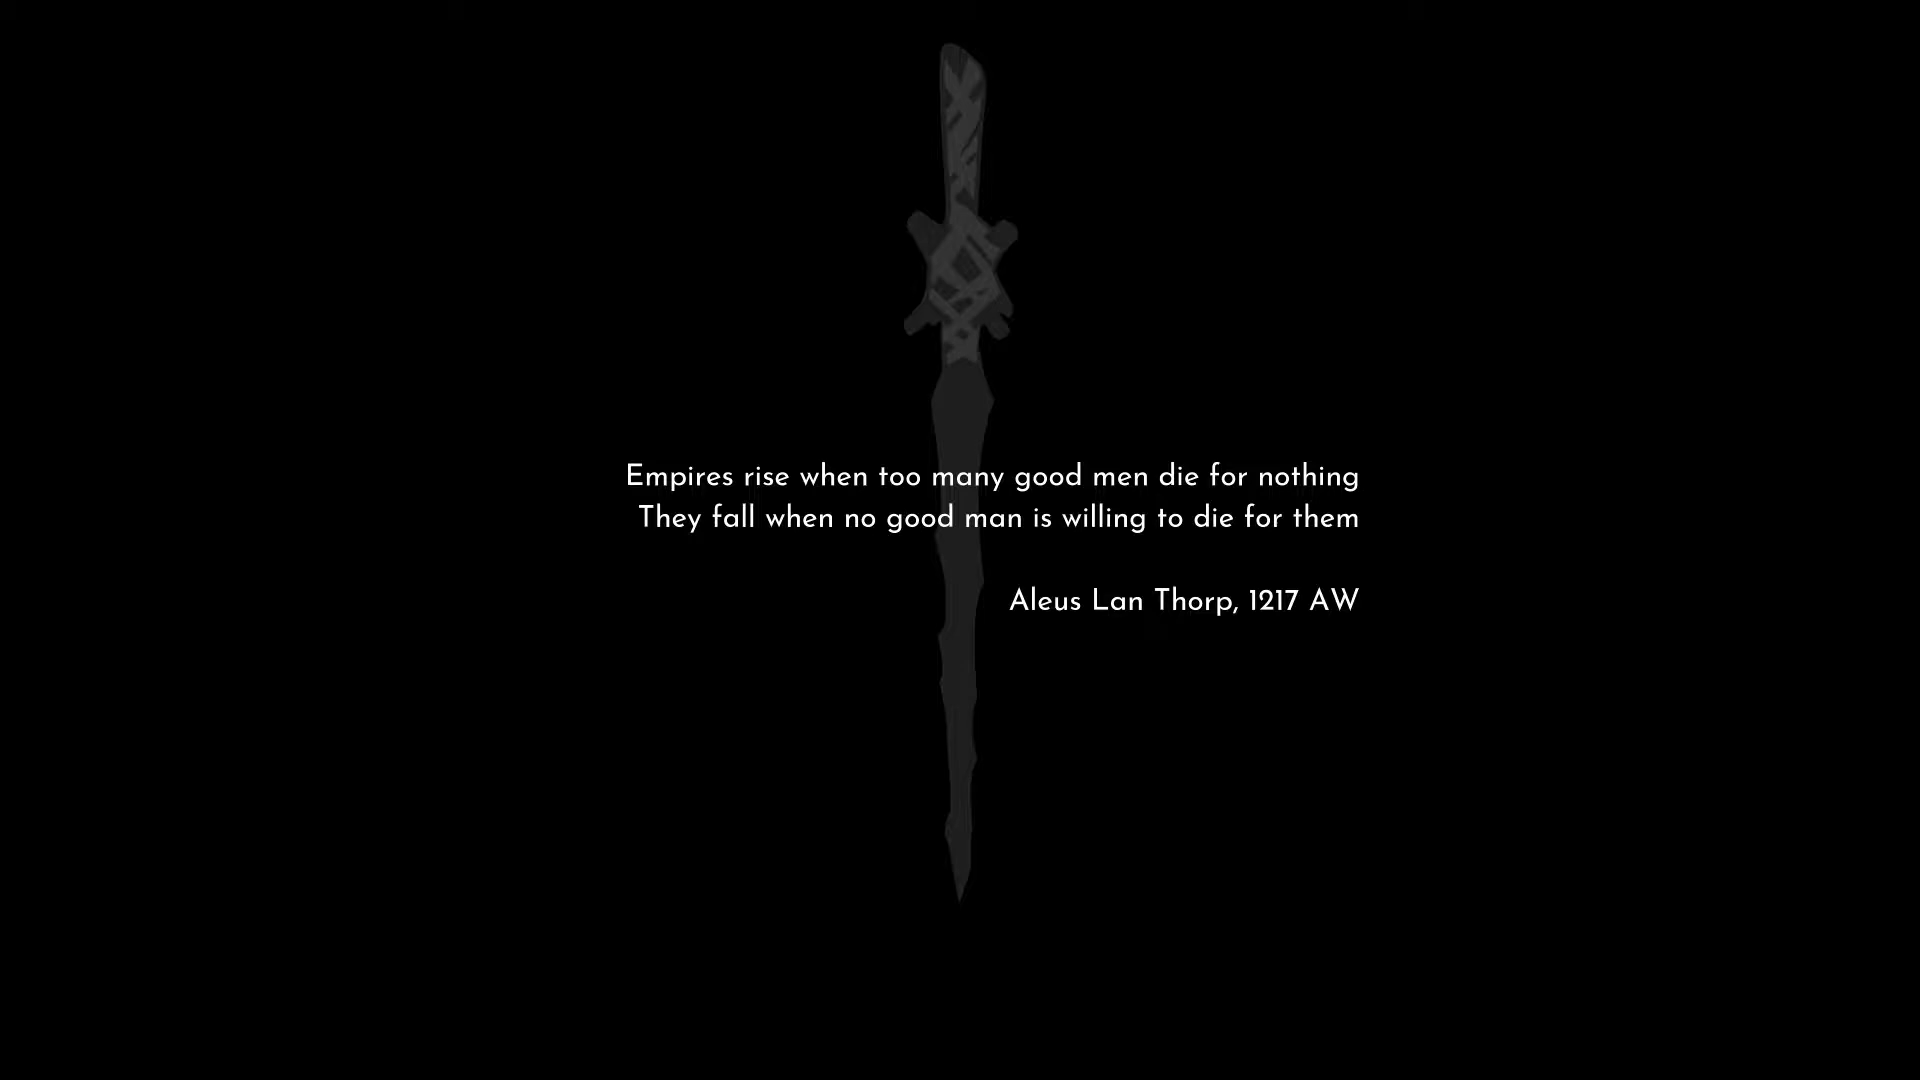 Empires rise when too many good men die for nothing
They fall when no good man is willing to die for them
Aleus Lan Thorp, 1217 AW